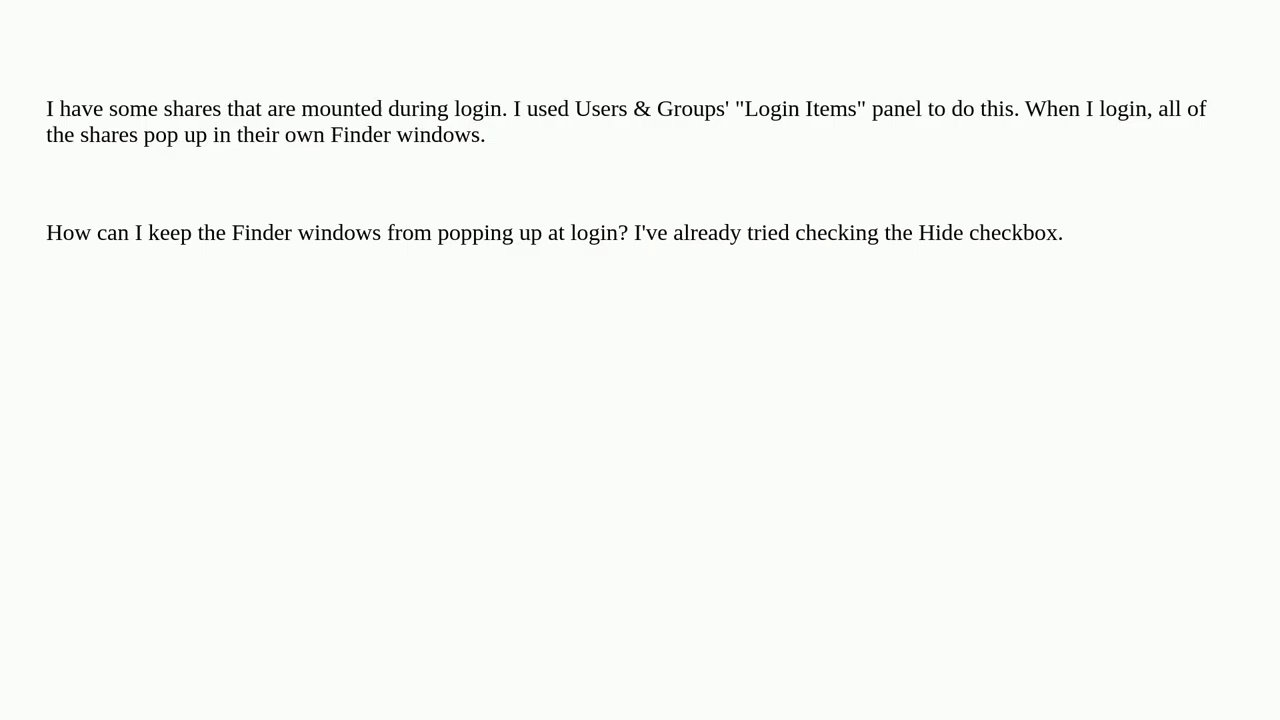 I have some shares that are mounted during login. I used Users & Groups' "Login Items" panel to do this. When I login, all of
the shares pop up in their own Finder windows.
How can I keep the Finder windows from popping up at login? I've already tried checking the Hide checkbox.